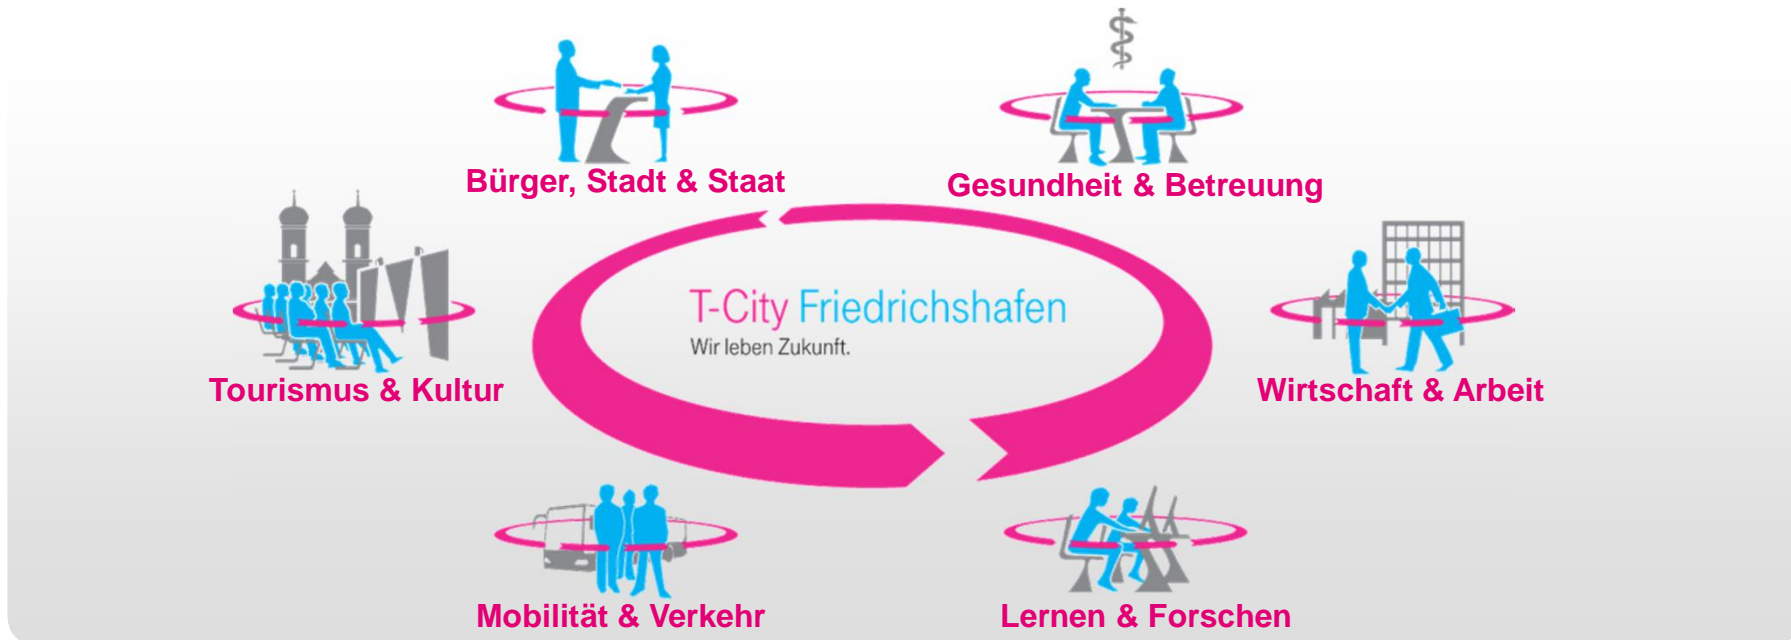 Bürger, Stadt & Staat
Gesundheit & Betreuung
T-City Friedrichshafen
Wir leben Zukunft.
Tourismus & Kultur
Wirtschaft & Arbeit
Mobilität & Verkehr
Lernen & Forschen